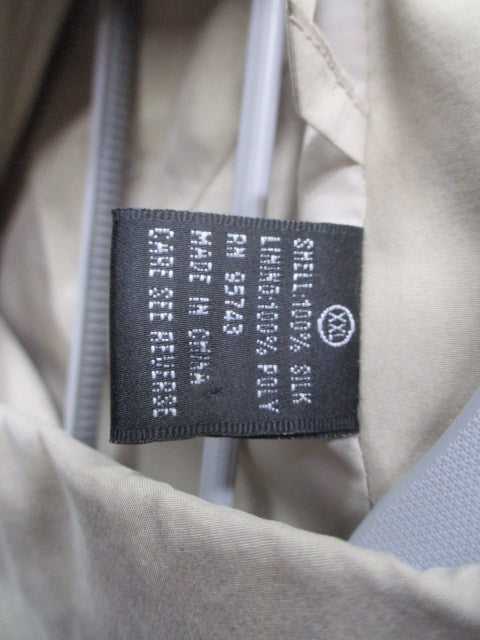 XXL
SHELL:100% SILK
LINING:100% POLY
RN 95743
MADE IN CHINA
CARE SEE REVERSE